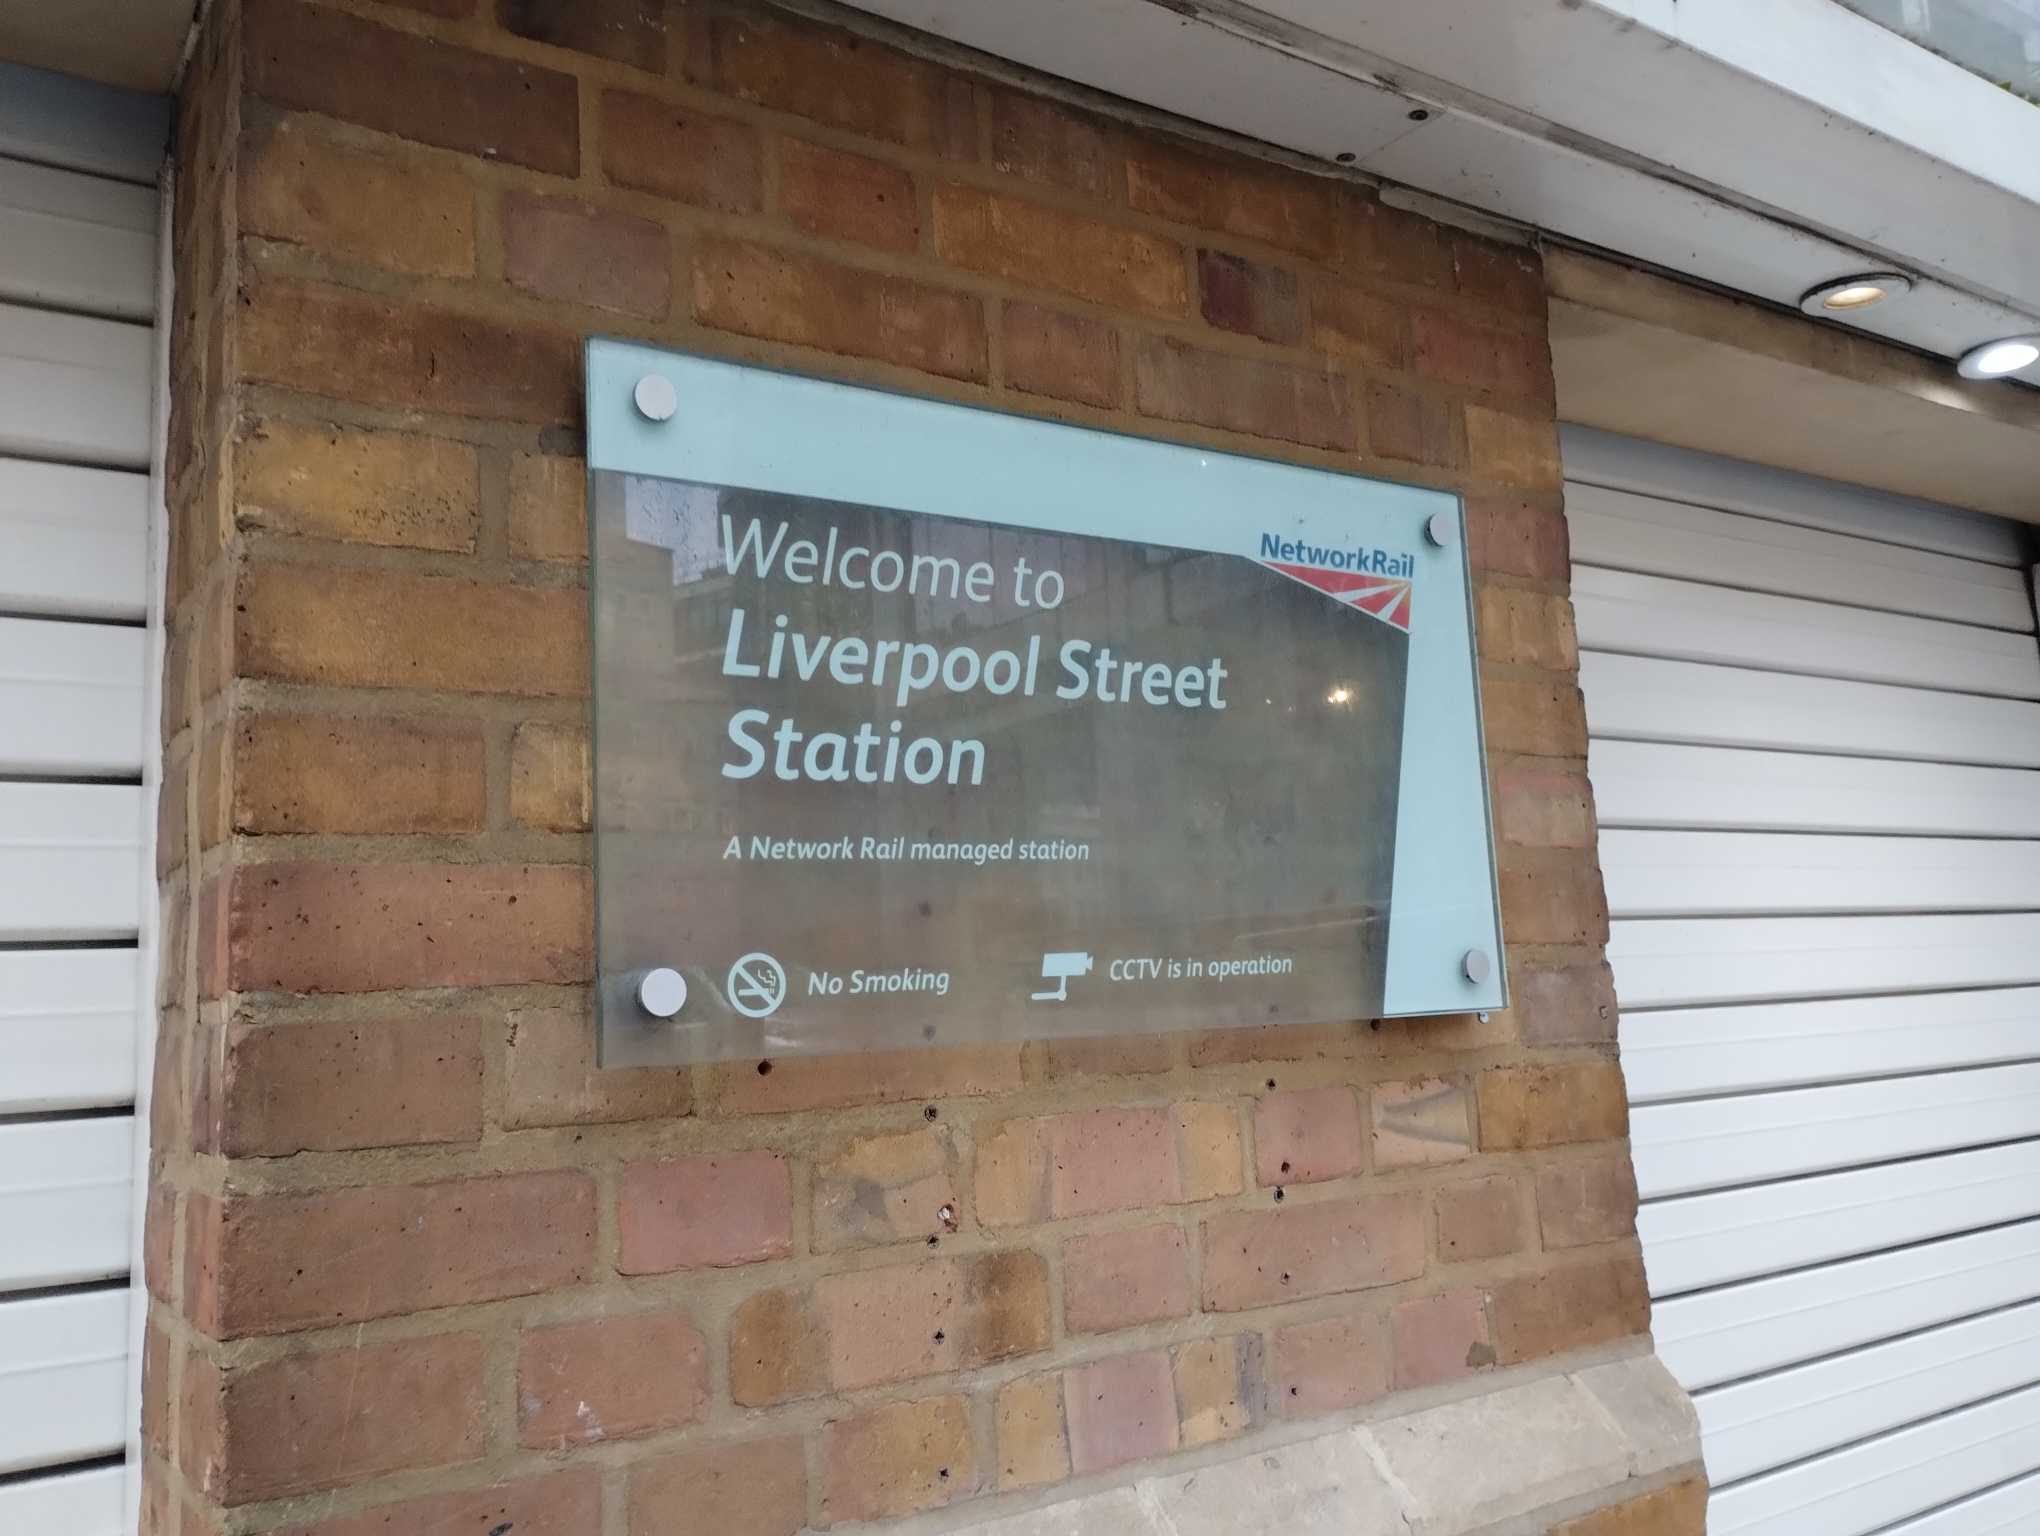 NetworkRail
Welcome to
Liverpool Street
Station
A Network Rail managed station
No Smoking
CCTV is in operation